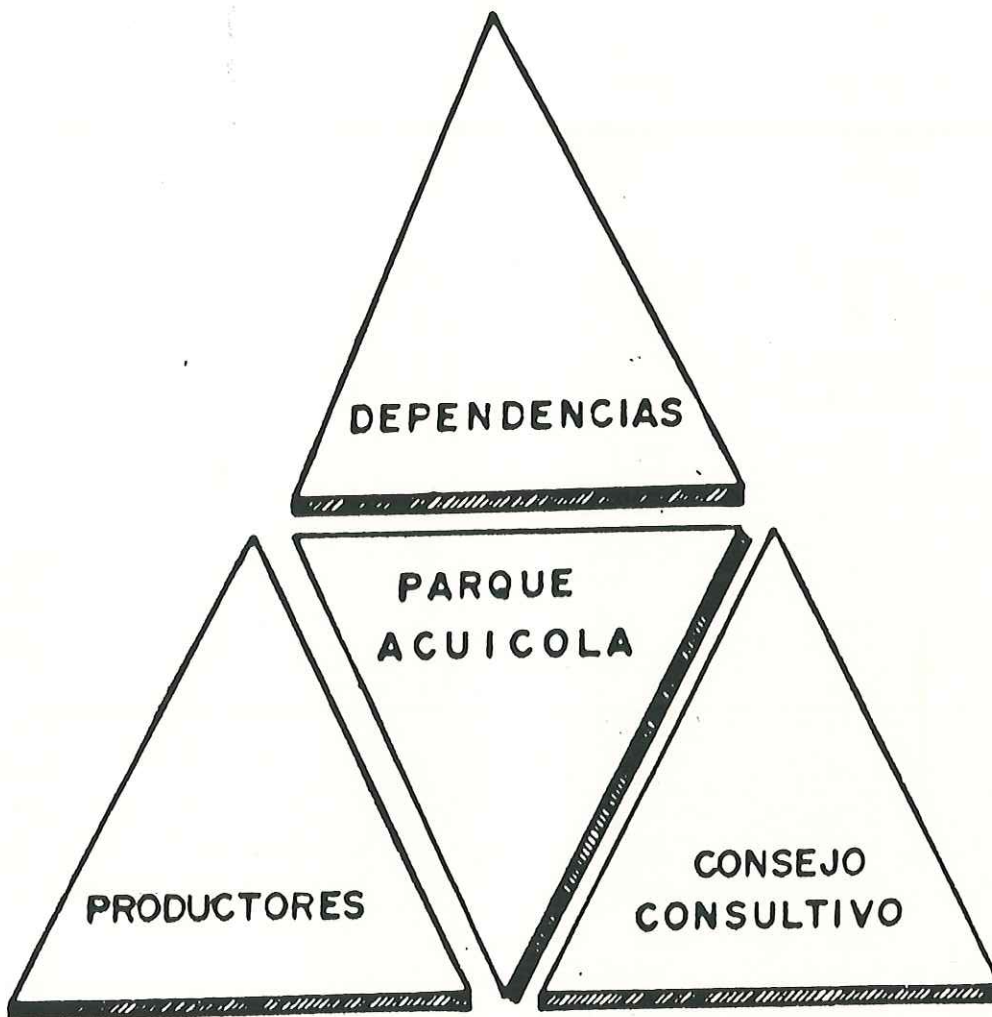 DEPENDENCIAS
PARQUE
ACUICOLA
PRODUCTORES
CONSEJO
CONSULTIVO